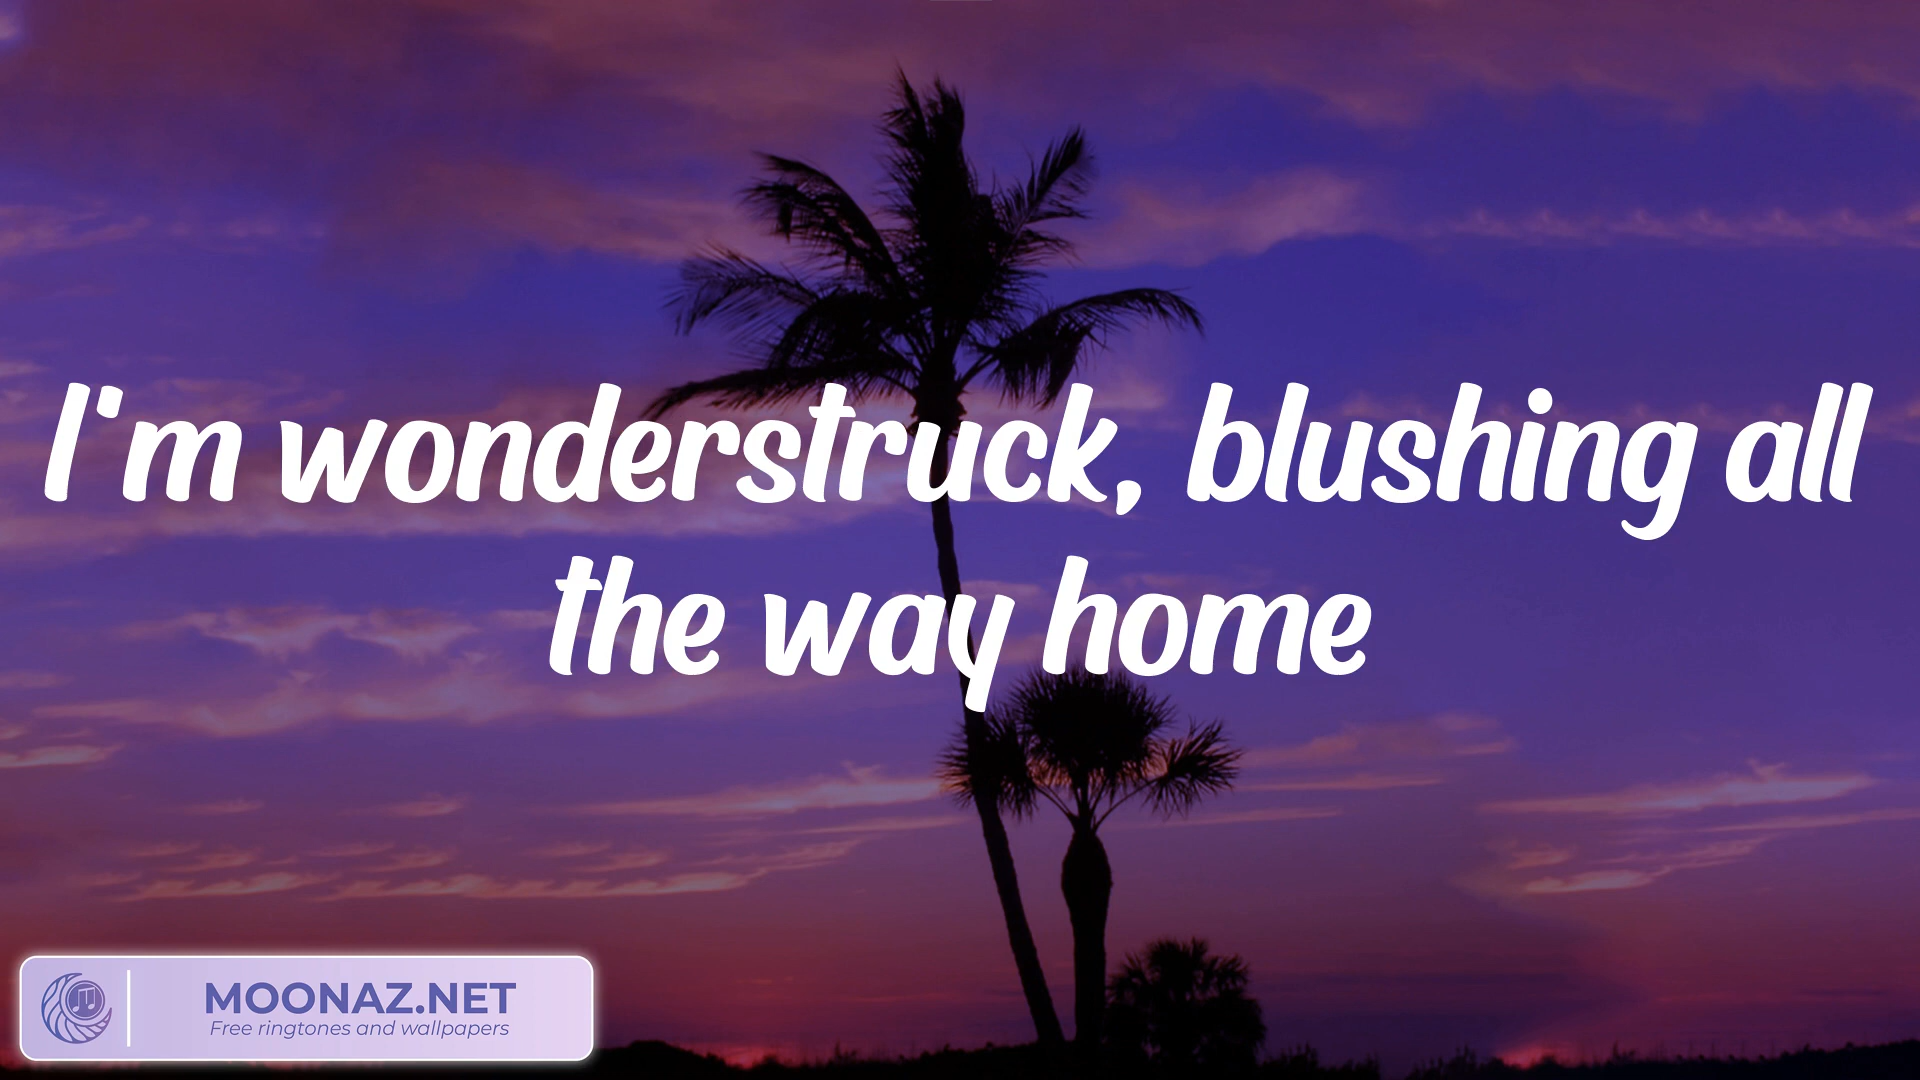 I'm wonderstruck, blushing all
the way home
MOONAZ.NET
Free ringtones and wallpapers